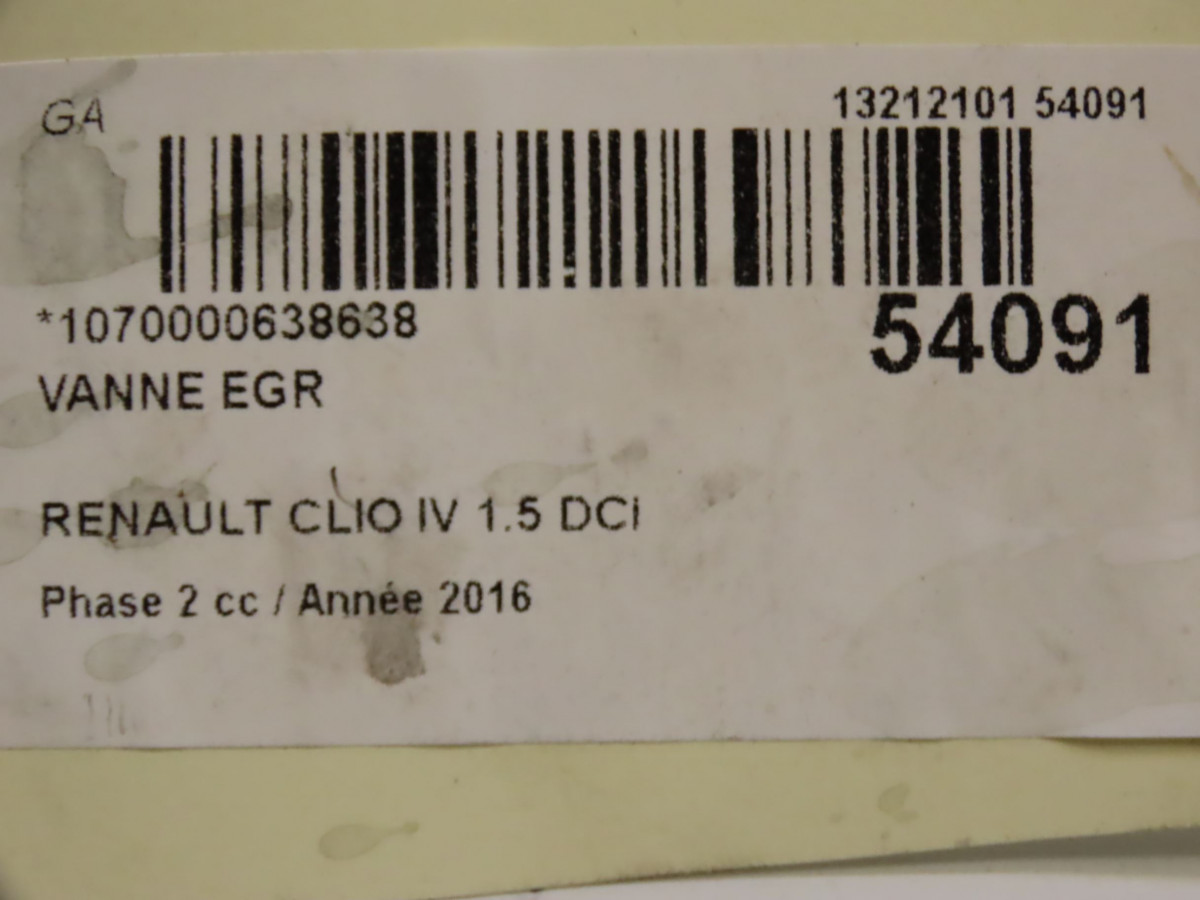 GA
13212101 54091
*1070000638638
54091
VANNE EGR
RENAULT CLIO IV 1.5 DCi
Phase 2 cc / Année 2016